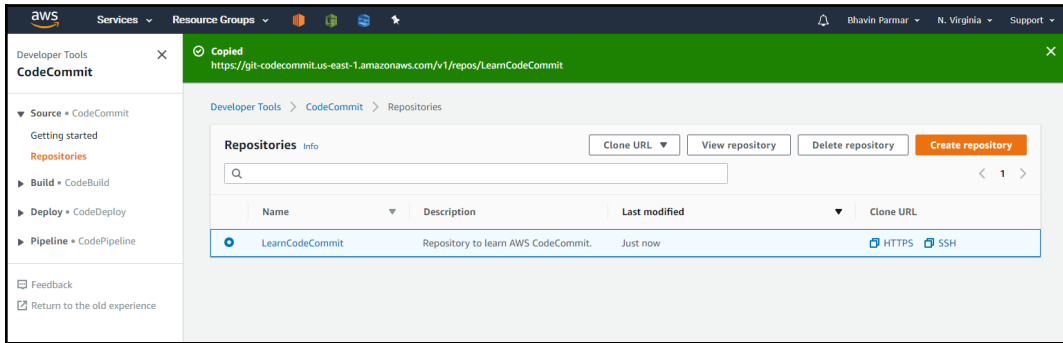 aws Services Resource Groups Bhavin Parmar N. Virginia Support
Developer Tools
CodeCommit
Source • CodeCommit
Getting started
Repositories
Build • CodeBuild
Deploy • CodeDeploy
Pipeline • CodePipeline
Feedback
Return to the old experience
Copied
https://git-codecommit.us-east-1.amazonaws.com/v1/repos/LearnCodeCommit
Developer Tools > CodeCommit > Repositories
Repositories Info Clone URL View repository Delete repository Create repository
< 1 >
Name Description Last modified Clone URL
LearnCodeCommit Repository to learn AWS CodeCommit. Just now HTTPS SSH